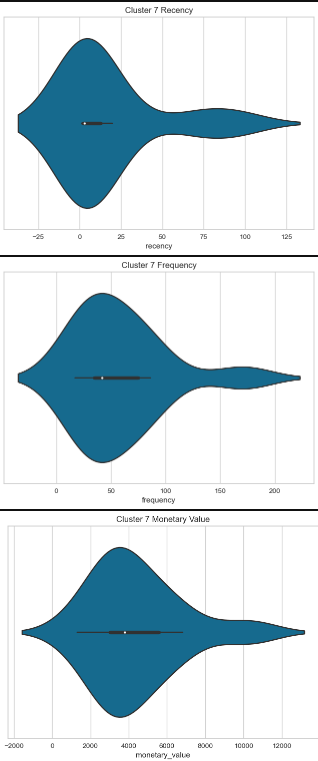 Cluster 7 Recency
−25 0 25 50 75 100 125
recency
Cluster 7 Frequency
0 50 100 150 200
frequency
Cluster 7 Monetary Value
−2000 0 2000 4000 6000 8000 10000 12000
monetary_value